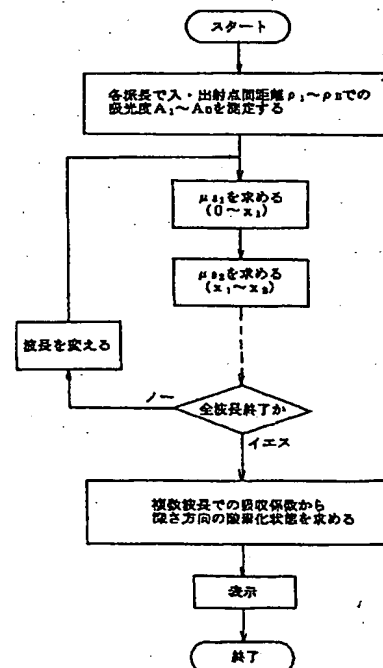 スタート
各波長で入・出射点間距離ρ₁～ρnでの
吸光度A₁～Anを測定する
μa₁を求める
(0～x₁)
μa₂を求める
(x₁～x₂)
波長を変える
ノー
全波長終了か
イエス
複数波長での吸収係数から
深さ方向の酸素化状態を求める
表示
終了